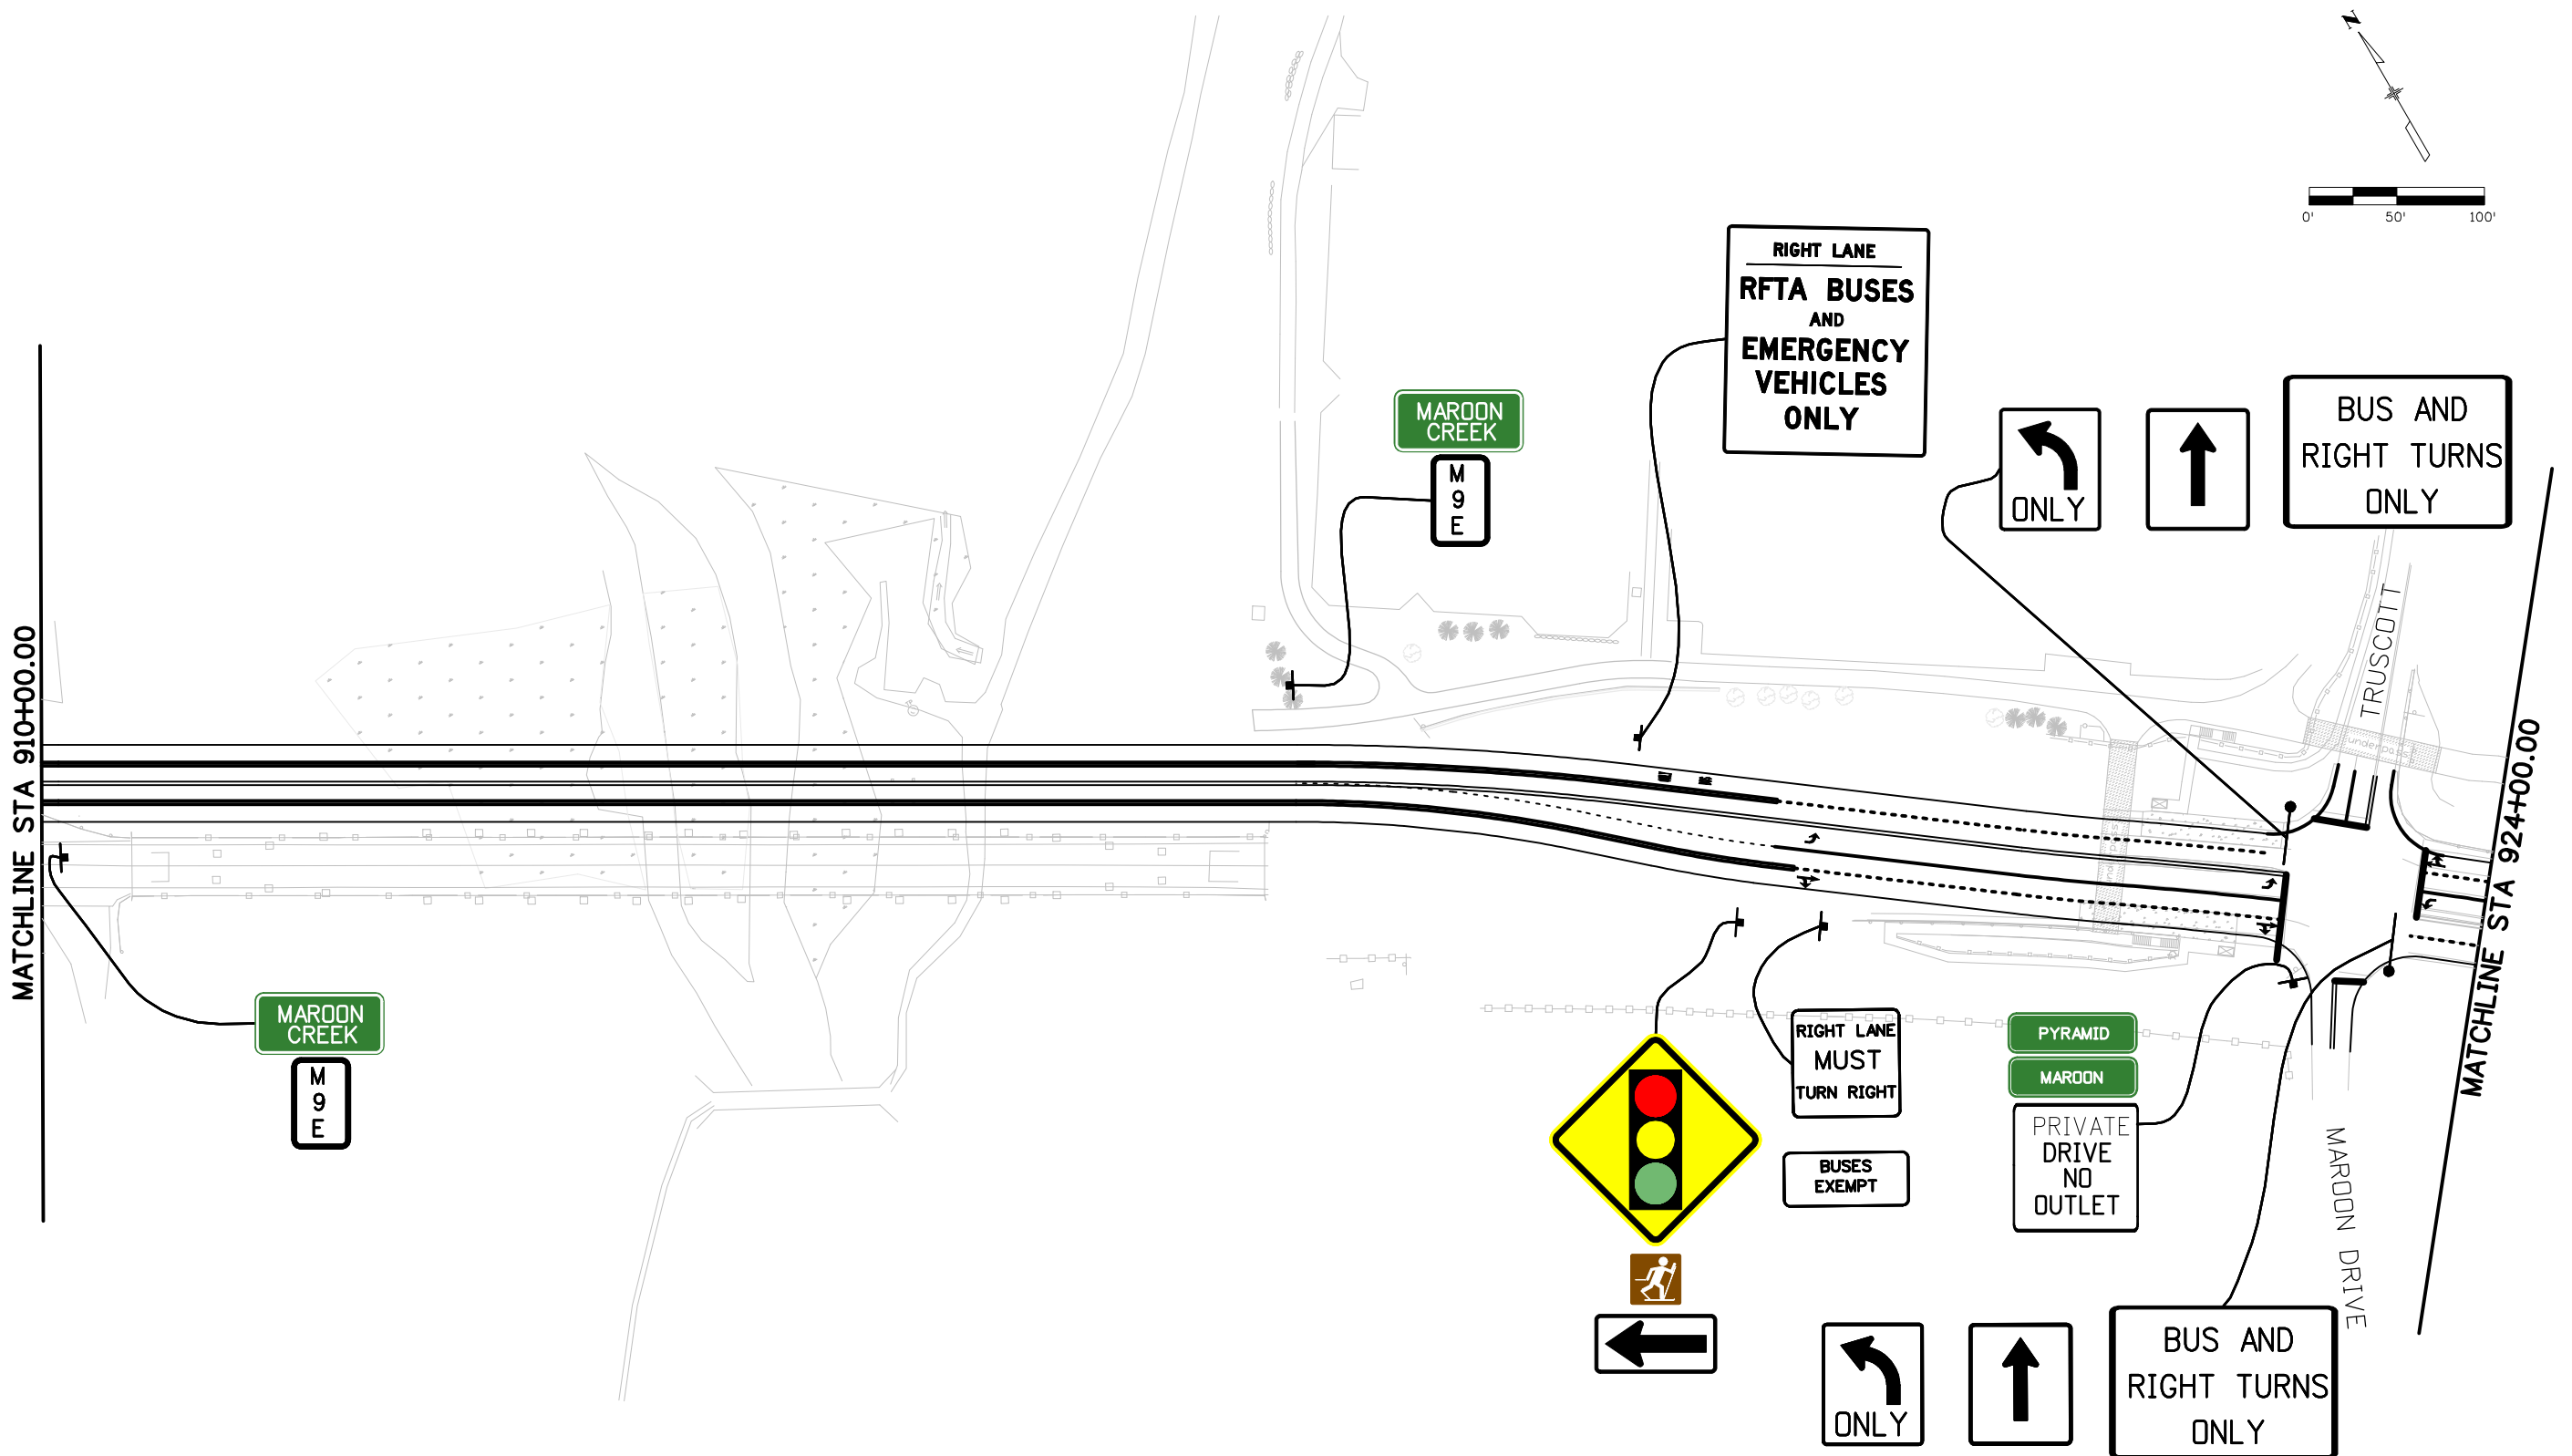 N
0' 50' 100'
RIGHT LANE
RFTA BUSES
AND
EMERGENCY
VEHICLES
ONLY
MAROON
CREEK
M
9
E
ONLY
BUS AND
RIGHT TURNS
ONLY
TRUSCOTT
underpass
MATCHLINE STA 910+00.00
MATCHLINE STA 924+00.00
MAROON
CREEK
M
9
E
RIGHT LANE
MUST
TURN RIGHT
BUSES
EXEMPT
PYRAMID
MAROON
PRIVATE
DRIVE
NO
OUTLET
MAROON DRIVE
ONLY
BUS AND
RIGHT TURNS
ONLY